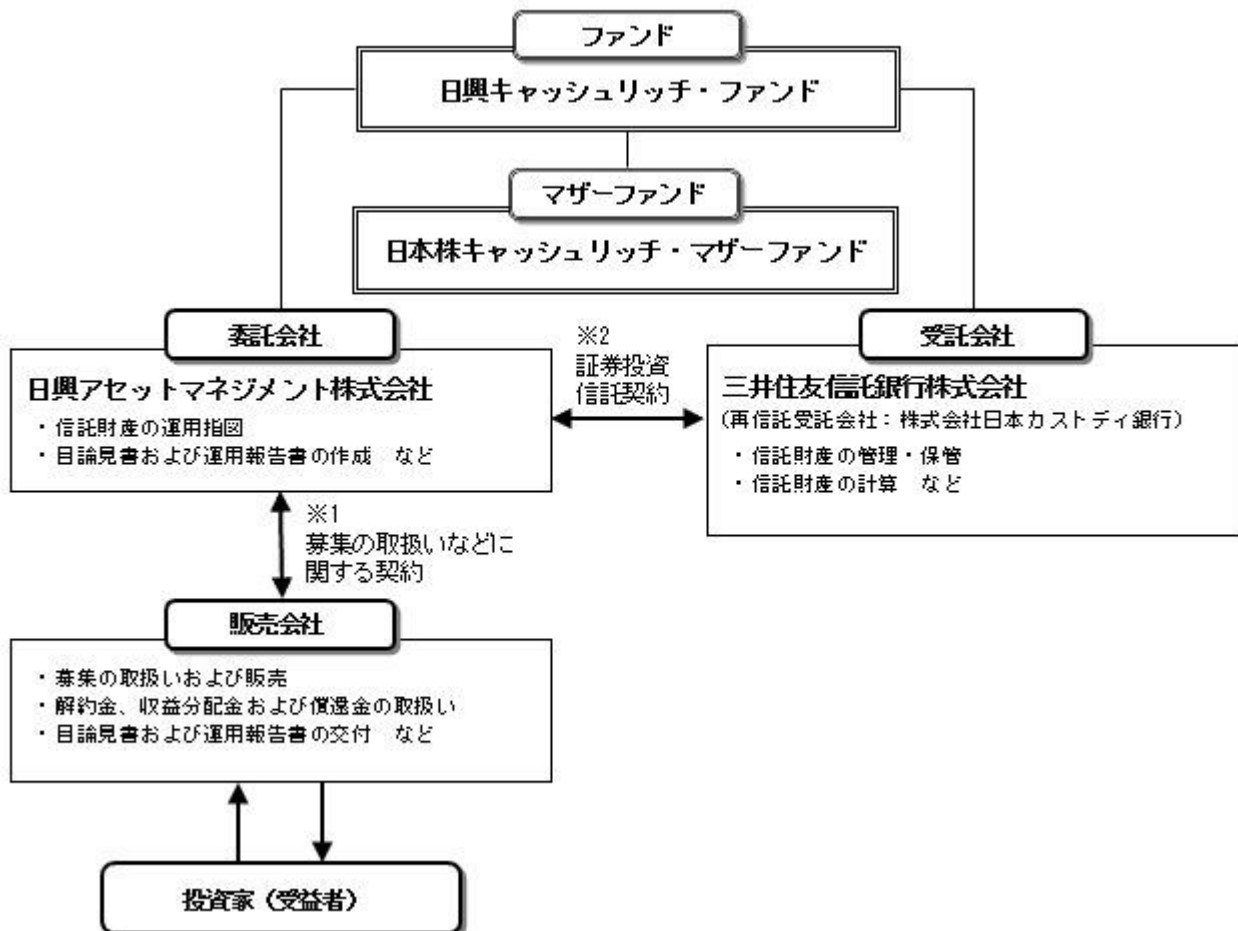 ファンド
日興キャッシュリッチ・ファンド
マザーファンド
日本株キャッシュリッチ・マザーファンド
委託会社
日興アセットマネジメント株式会社
・信託財産の運用指図
・目論見書および運用報告書の作成 など
※2
証券投資
信託契約
受託会社
三井住友信託銀行株式会社
(再信託受託会社:株式会社日本カストディ銀行)
・信託財産の管理・保管
・信託財産の計算 など
※1
募集の取扱いなどに
関する契約
販売会社
・募集の取扱いおよび販売
・解約金、収益分配金および償還金の取扱い
・目論見書および運用報告書の交付 など
投資家(受益者)